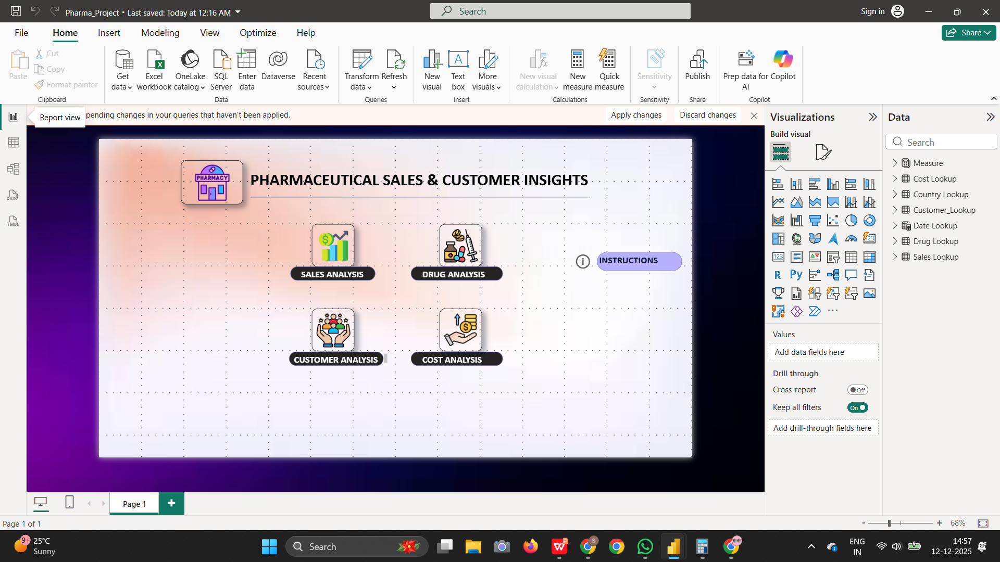 Pharma_Project • Last saved: Today at 12:16 AM
Search
Sign in
File
Home
Insert
Modeling
View
Optimize
Help
Share
Paste
Cut
Copy
Format painter
Clipboard
Get data
Excel workbook
OneLake catalog
SQL Server
Enter data
Dataverse
Recent sources
Data
Transform data
Refresh
Queries
New visual
Text box
More visuals
Insert
New visual calculation
New measure
Quick measure
Calculations
Sensitivity
Sensitivity
Publish
Share
Prep data for AI
Copilot
Copilot
Report view
pending changes in your queries that haven't been applied.
Apply changes
Discard changes
DAX
TMDL
PHARMACY
PHARMACEUTICAL SALES & CUSTOMER INSIGHTS
SALES ANALYSIS
DRUG ANALYSIS
INSTRUCTIONS
CUSTOMER ANALYSIS
COST ANALYSIS
Visualizations
Build visual
123
123
R
Py
Values
Add data fields here
Drill through
Cross-report
Off
Keep all filters
On
Add drill-through fields here
Data
Search
Measure
Cost Lookup
Country Lookup
Customer_Lookup
Date Lookup
Drug Lookup
Sales Lookup
Page 1
Page 1 of 1
68%
9+
25°C
Sunny
Search
ENG
IN
14:57
12-12-2025